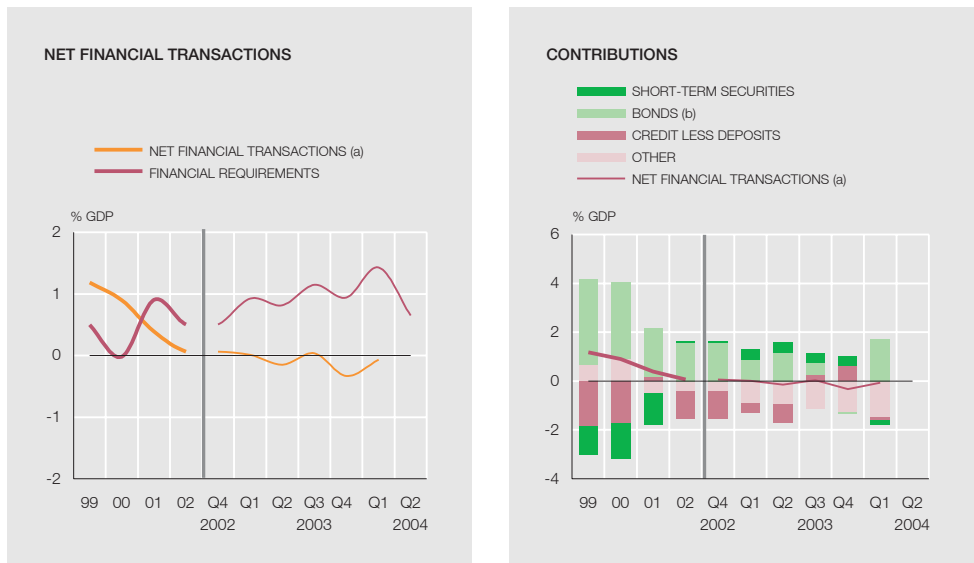 NET FINANCIAL TRANSACTIONS
NET FINANCIAL TRANSACTIONS (a)
FINANCIAL REQUIREMENTS
% GDP
2
1
0
-1
-2
99 00 01 02 Q4 Q1 Q2 Q3 Q4 Q1 Q2
2002 2003 2004
CONTRIBUTIONS
SHORT-TERM SECURITIES
BONDS (b)
CREDIT LESS DEPOSITS
OTHER
NET FINANCIAL TRANSACTIONS (a)
% GDP
6
4
2
0
-2
-4
99 00 01 02 Q4 Q1 Q2 Q3 Q4 Q1 Q2
2002 2003 2004